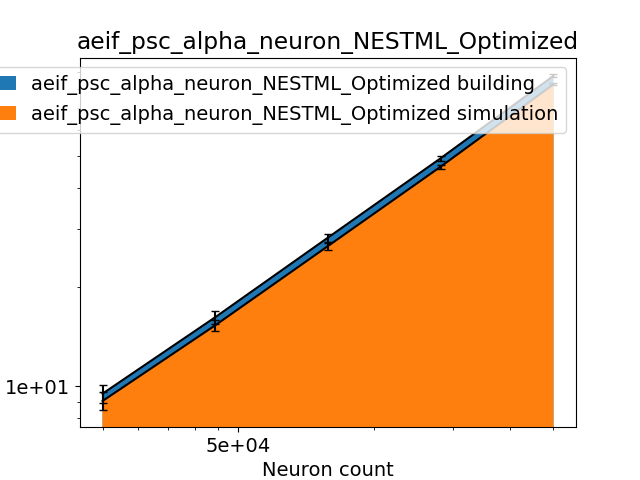 aeif_psc_alpha_neuron_NESTML_Optimized
aeif_psc_alpha_neuron_NESTML_Optimized building
aeif_psc_alpha_neuron_NESTML_Optimized simulation
1e+01
5e+04
Neuron count